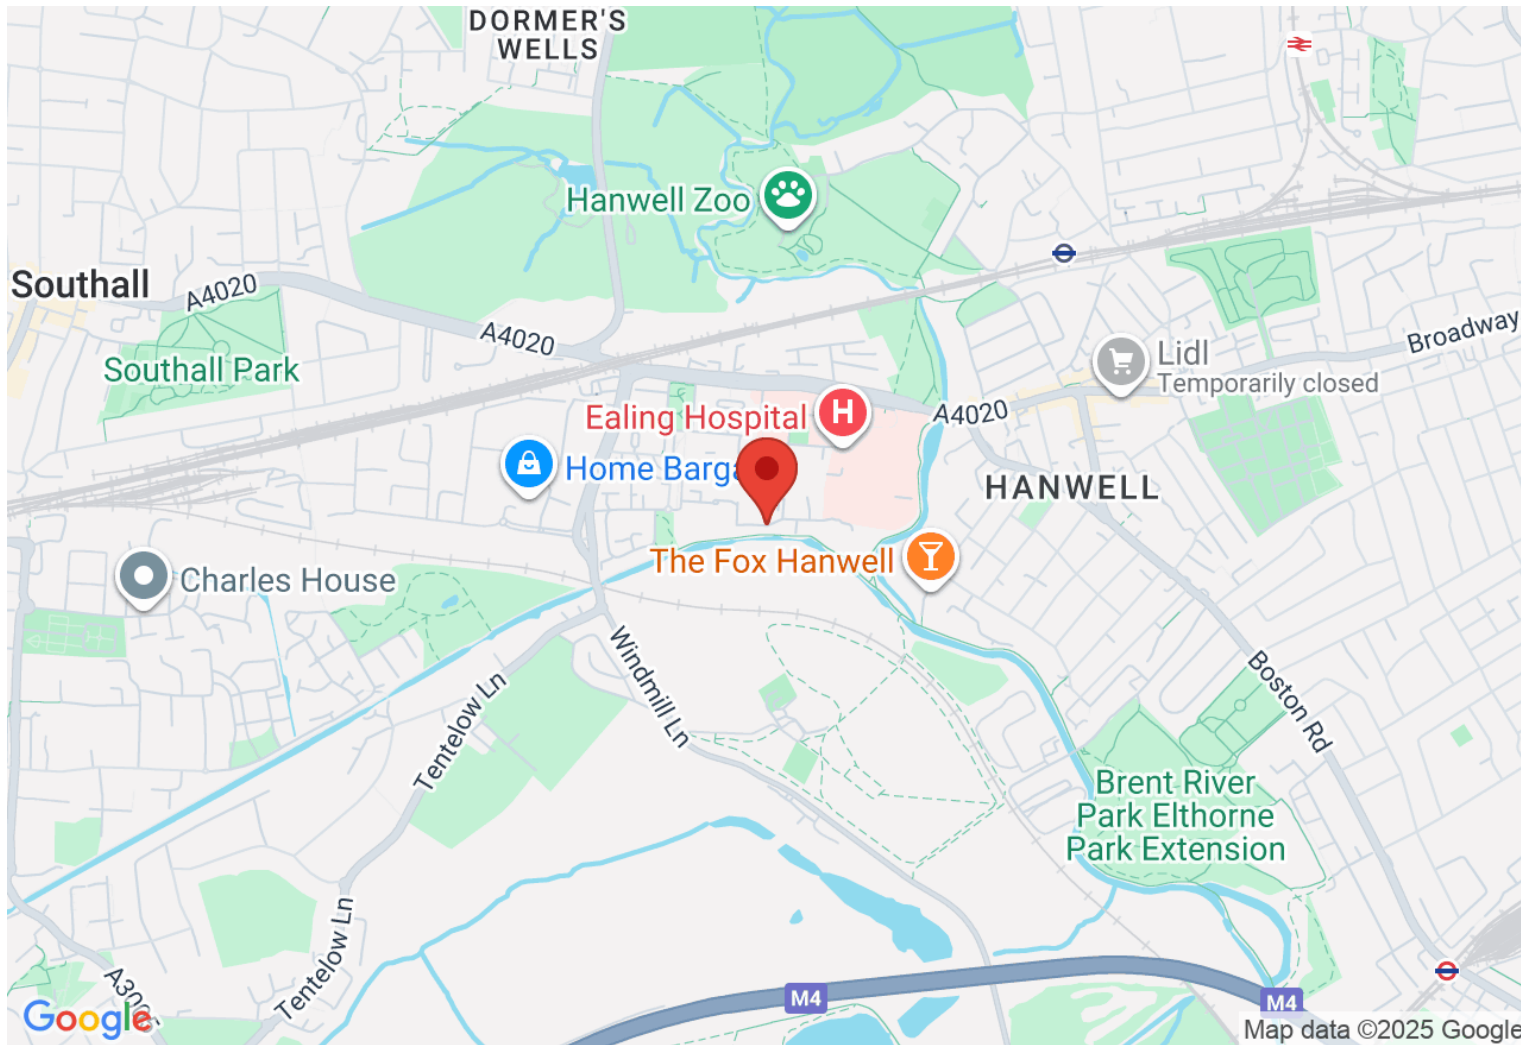 DORMER'S
WELLS
Hanwell Zoo
Southall
A4020
A4020
Southall Park
Broadway
Lidl
Temporarily closed
Ealing Hospital
H
A4020
Home Barga
HANWELL
The Fox Hanwell
Charles House
Windmill Ln
Tentelow Ln
Boston Rd
Brent River
Park Elthorne
Park Extension
Tentelow Ln
M4
M4
Google
Map data ©2025 Google